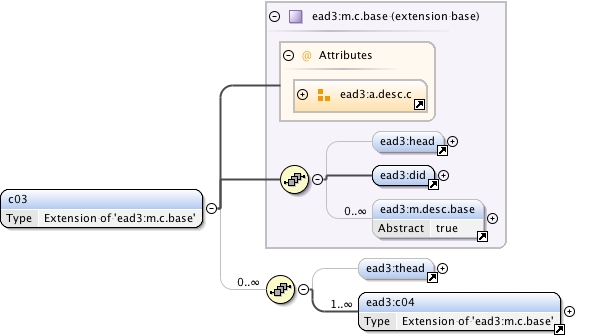 ead3:m.c.base (extension base)
@ Attributes
ead3:a.desc.c
ead3:head
ead3:did
0..∞
ead3:m.desc.base
Abstract true
c03
Type Extension of 'ead3:m.c.base'
0..∞
ead3:thead
1..∞
ead3:c04
Type Extension of 'ead3:m.c.base'